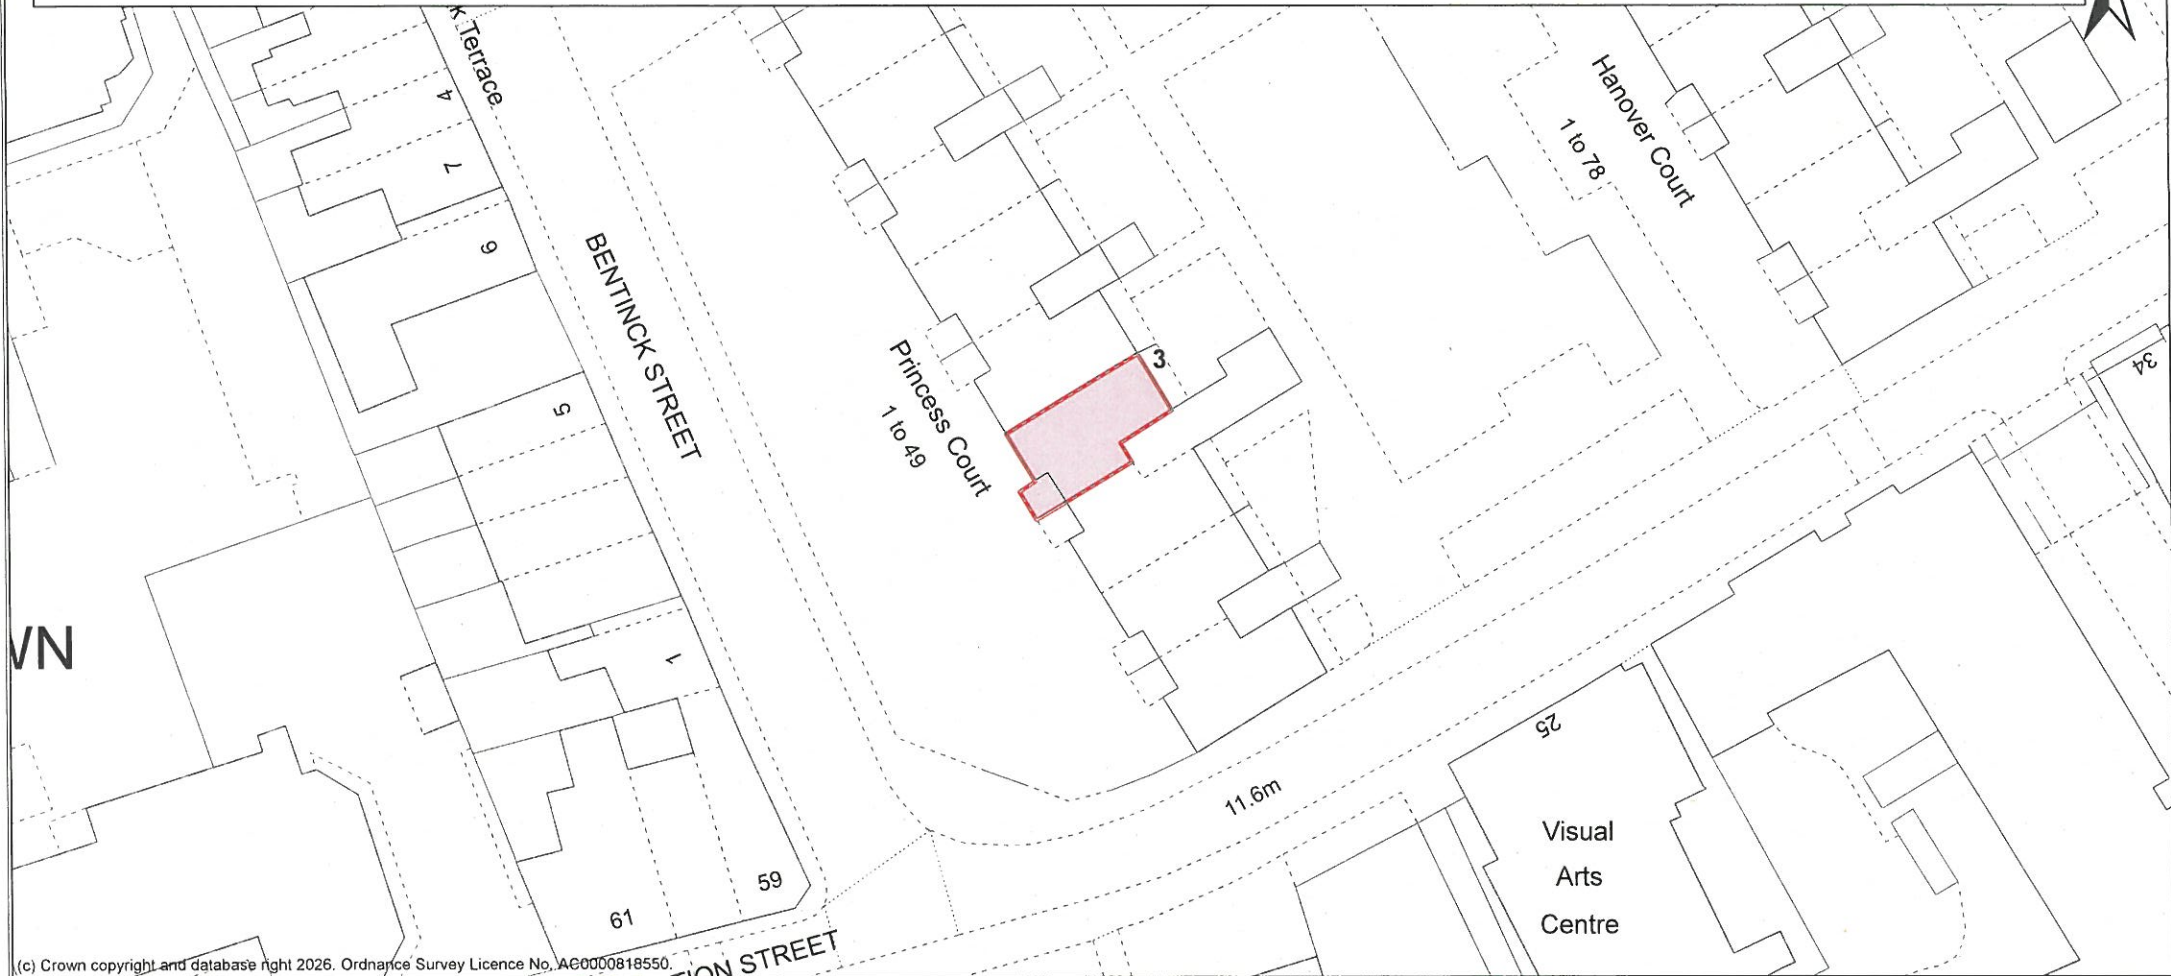 k Terrace
4
7
6
5
1
BENTINCK STREET
Princess Court
1 to 49
3
Hanover Court
1 to 78
34
25
11.6m
Visual
Arts
Centre
59
61
WN
TION STREET
(c) Crown copyright and database right 2026. Ordnance Survey Licence No. AC0000818550.